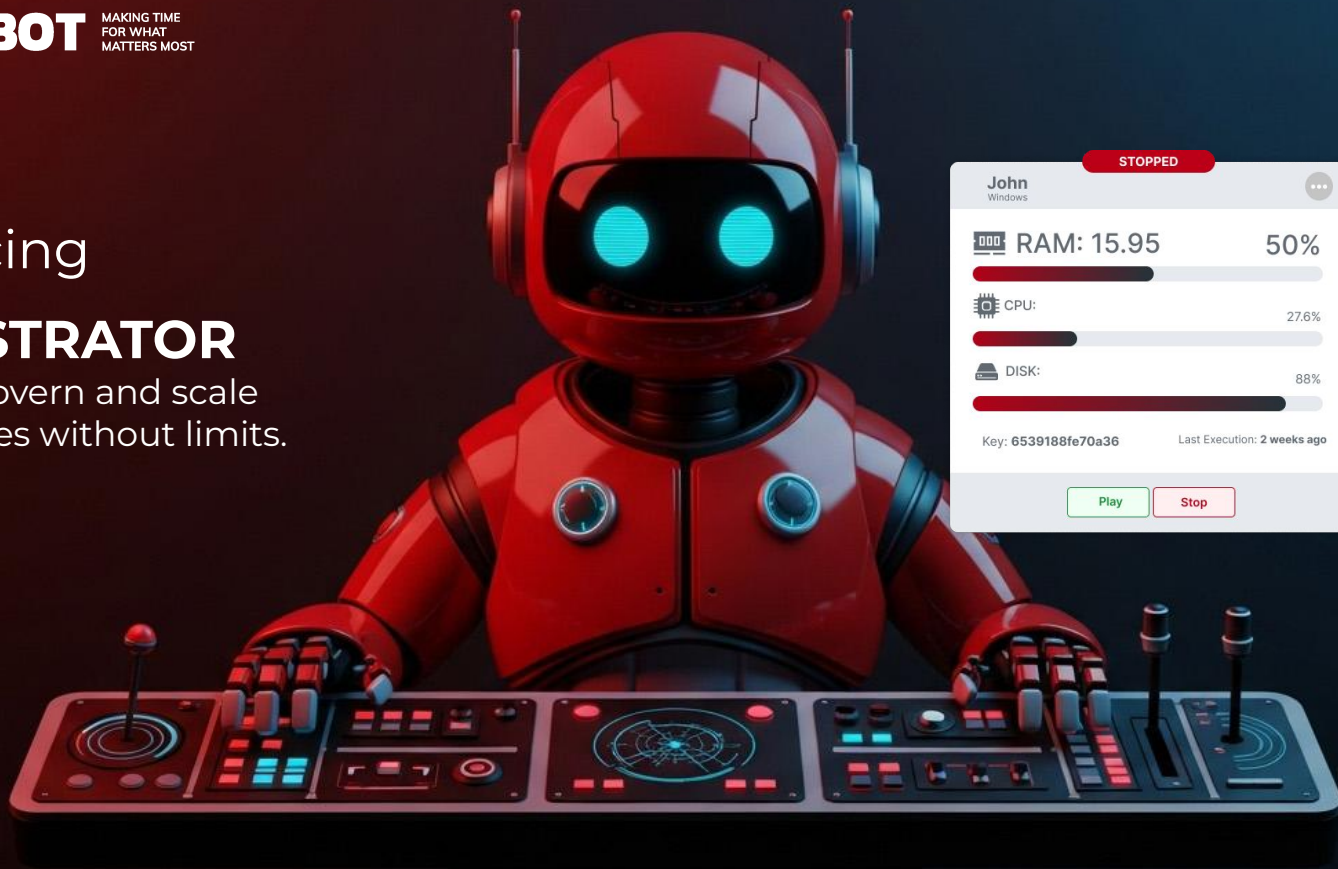 BOT
MAKING TIME
FOR WHAT
MATTERS MOST
cing
STRATOR
overn and scale
es without limits.
STOPPED
John
Windows
RAM: 15.95
50%
CPU:
27.6%
DISK:
88%
Key: 6539188fe70a36
Last Execution: 2 weeks ago
Play
Stop